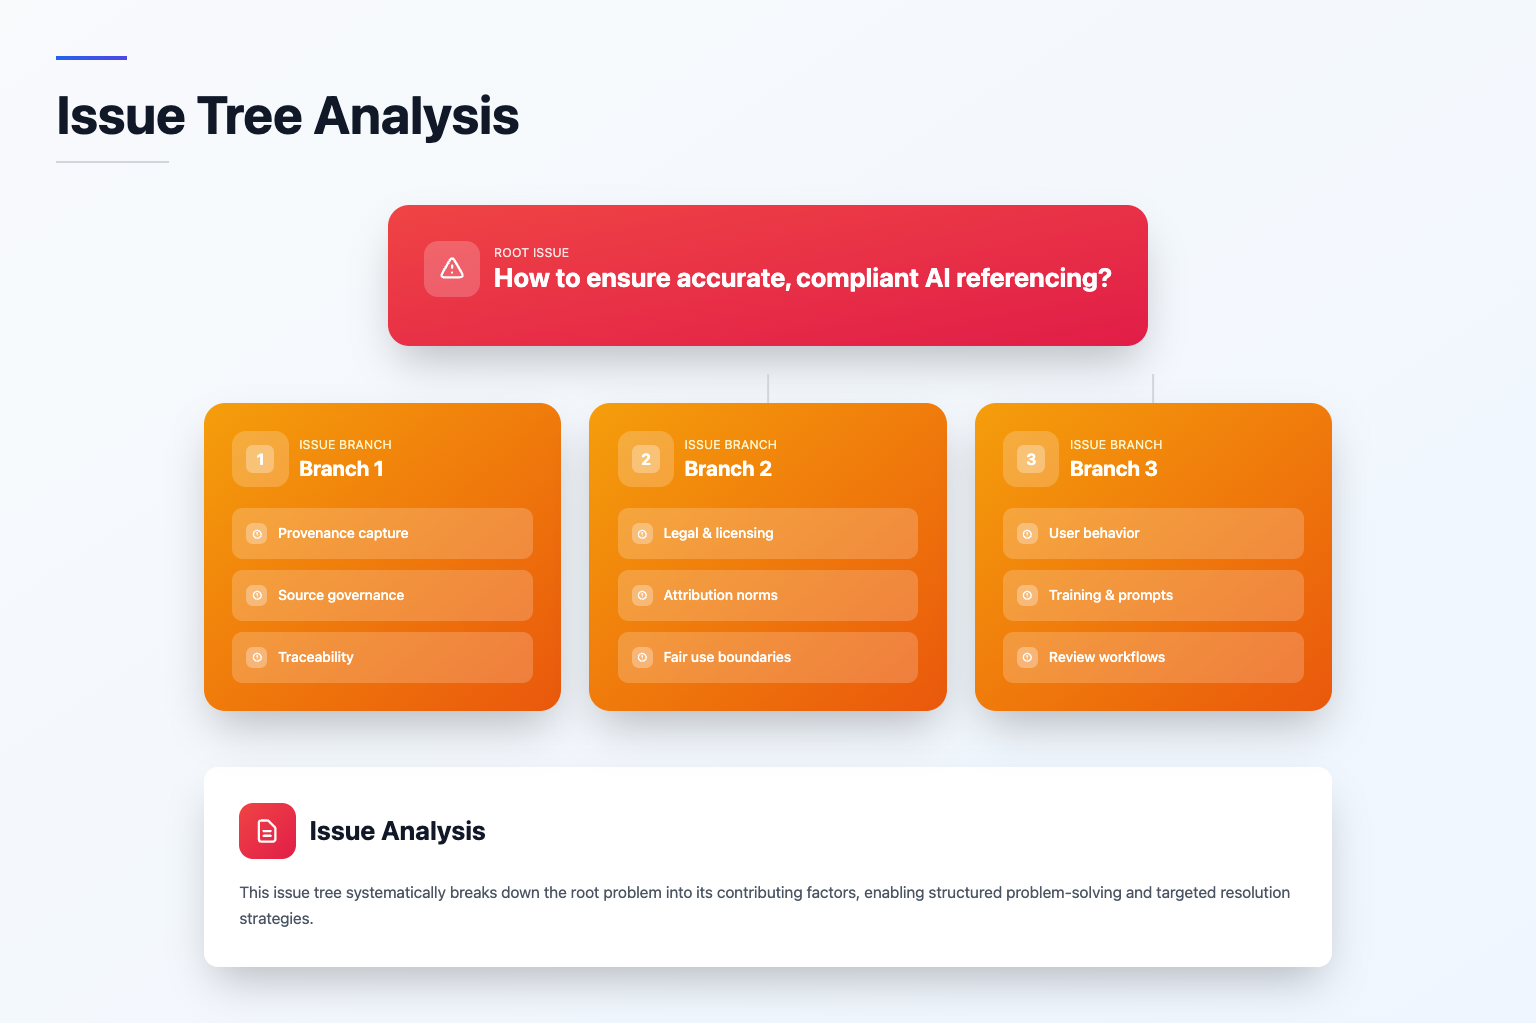 Issue Tree Analysis
ROOT ISSUE
How to ensure accurate, compliant AI referencing?
1
ISSUE BRANCH
Branch 1
Provenance capture
Source governance
Traceability
2
ISSUE BRANCH
Branch 2
Legal & licensing
Attribution norms
Fair use boundaries
3
ISSUE BRANCH
Branch 3
User behavior
Training & prompts
Review workflows
Issue Analysis
This issue tree systematically breaks down the root problem into its contributing factors, enabling structured problem-solving and targeted resolution
strategies.